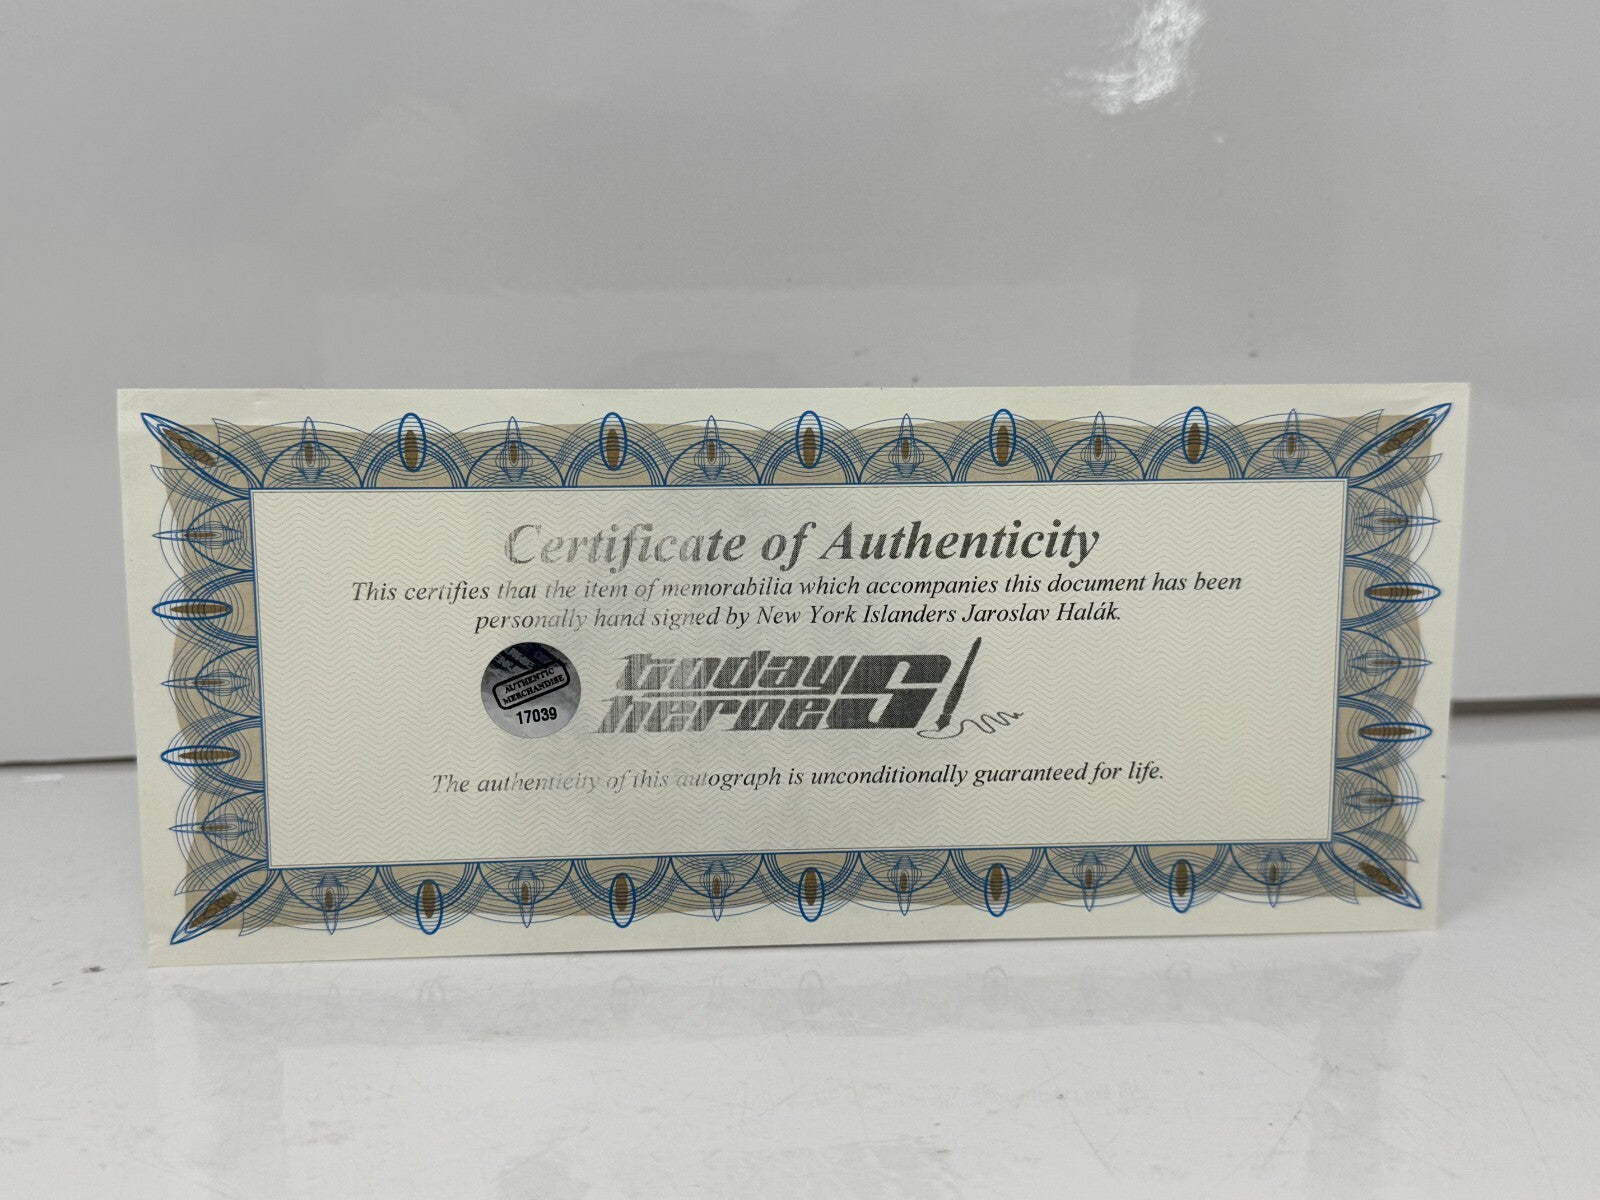 Certificate of Authenticity
This certifies that the item of memorabilia which accompanies this document has been
personally hand signed by New York Islanders Jaroslav Halák.
AUTHENTIC
MERCHANDISE
17039
today
heroeS
The authenticity of this autograph is unconditionally guaranteed for life.